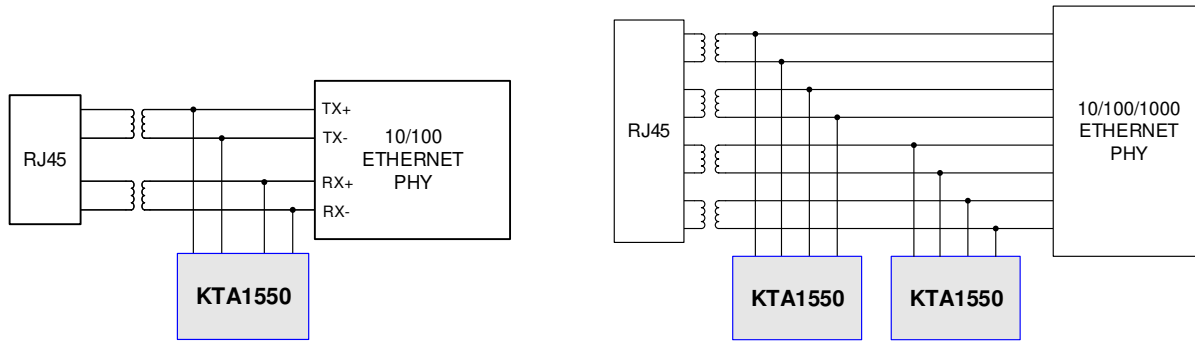 RJ45
TX+
TX-
RX+
RX-
10/100
ETHERNET
PHY
KTA1550
RJ45
10/100/1000
ETHERNET
PHY
KTA1550
KTA1550